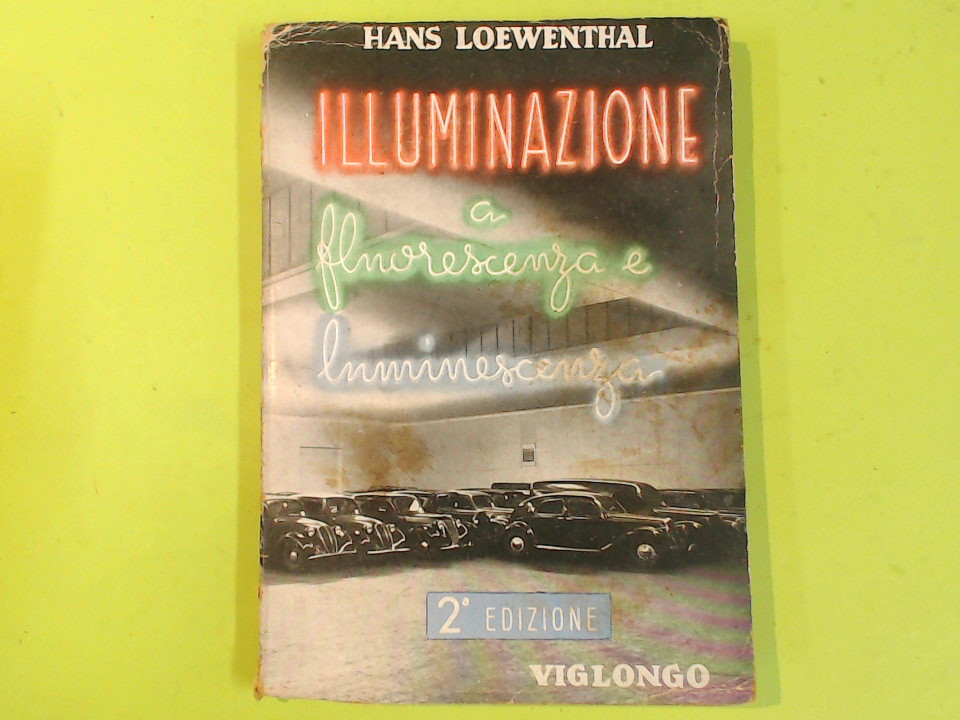 HANS LOEWENTHAL
ILLUMINAZIONE
a
fluorescenza e
luminescenza
2ª EDIZIONE
VIGLONGO